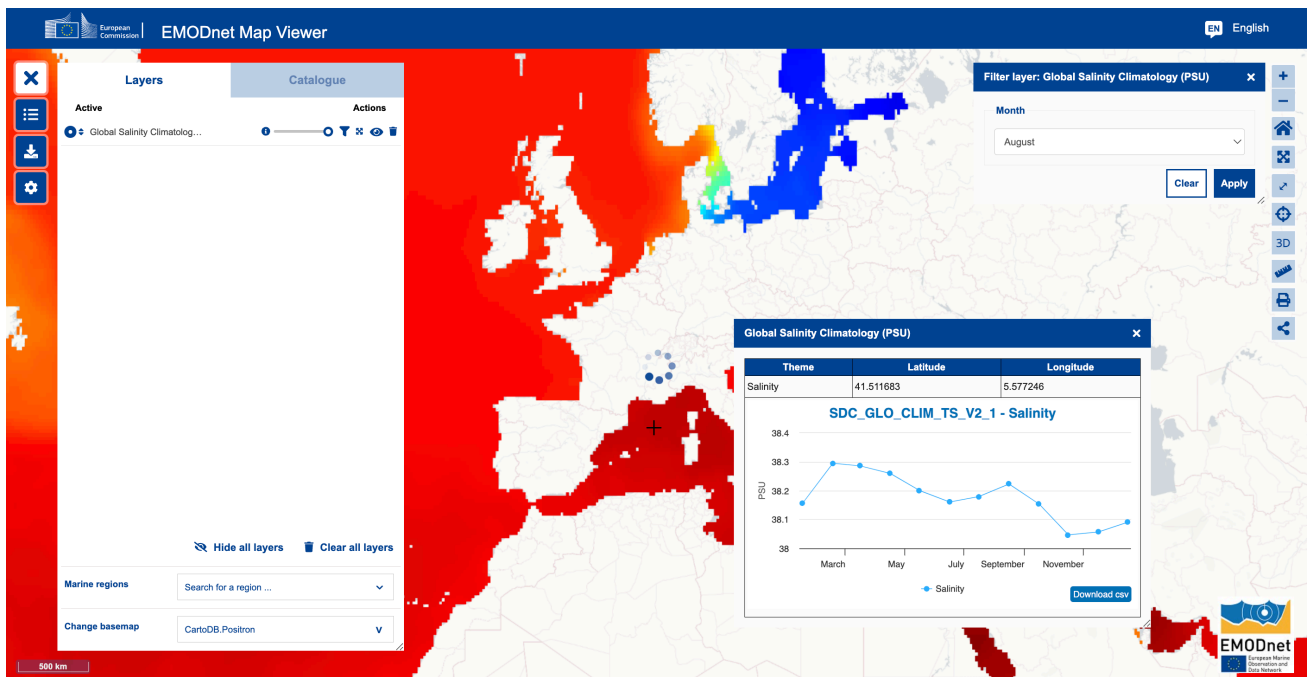 European
Commission
EMODnet Map Viewer
EN English
Layers
Catalogue
Active
Actions
Global Salinity Climatolog...
Hide all layers
Clear all layers
Marine regions
Search for a region ...
Change basemap
CartoDB.Positron
V
500 km
Filter layer: Global Salinity Climatology (PSU)
Month
August
Clear
Apply
3D
Global Salinity Climatology (PSU)
Theme Latitude Longitude
Salinity 41.511683 5.577246
SDC_GLO_CLIM_TS_V2_1 - Salinity
PSU
38.4
38.3
38.2
38.1
38
March May July September November
Salinity
Download csv
EMODnet
European Marine
Observation and
Data Network